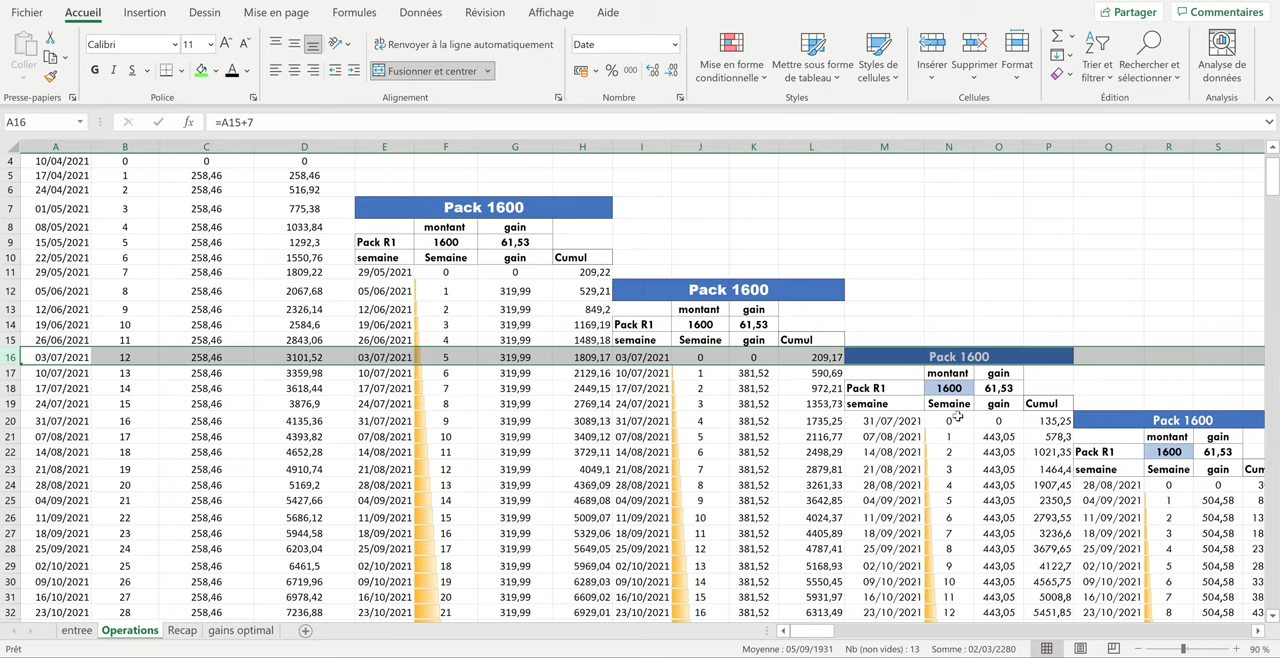 Fichier Accueil Insertion Dessin Mise en page Formules Données Révision Affichage Aide Partager Commentaires
Coller Calibri 11 A A Renvoyer à la ligne automatiquement Date
G I S A Fusionner et centrer % 000
Mise en forme conditionnelle Mettre sous forme de tableau Styles de cellules Insérer Supprimer Format Trier et filtrer Rechercher et sélectionner Analyse de données
Presse-papiers Police Alignement Nombre Styles Cellules Édition Analyse
A16 fx =A15+7
A B C D E F G H I J K L M N O P Q R S
4 10/04/2021 0 0 0
5 17/04/2021 1 258,46 258,46
6 24/04/2021 2 258,46 516,92
7 01/05/2021 3 258,46 775,38 Pack 1600
8 08/05/2021 4 258,46 1033,84 montant gain
9 15/05/2021 5 258,46 1292,3 Pack R1 1600 61,53
10 22/05/2021 6 258,46 1550,76 semaine Semaine gain Cumul
11 29/05/2021 7 258,46 1809,22 29/05/2021 0 0 209,22
12 05/06/2021 8 258,46 2067,68 05/06/2021 1 319,99 529,21 Pack 1600
13 12/06/2021 9 258,46 2326,14 12/06/2021 2 319,99 849,2 montant gain
14 19/06/2021 10 258,46 2584,6 19/06/2021 3 319,99 1169,19 Pack R1 1600 61,53
15 26/06/2021 11 258,46 2843,06 26/06/2021 4 319,99 1489,18 semaine Semaine gain Cumul
16 03/07/2021 12 258,46 3101,52 03/07/2021 5 319,99 1809,17 03/07/2021 0 0 209,17 Pack 1600
17 10/07/2021 13 258,46 3359,98 10/07/2021 6 319,99 2129,16 10/07/2021 1 381,52 590,69 montant gain
18 17/07/2021 14 258,46 3618,44 17/07/2021 7 319,99 2449,15 17/07/2021 2 381,52 972,21 Pack R1 1600 61,53
19 24/07/2021 15 258,46 3876,9 24/07/2021 8 319,99 2769,14 24/07/2021 3 381,52 1353,73 semaine Semaine gain Cumul
20 31/07/2021 16 258,46 4135,36 31/07/2021 9 319,99 3089,13 31/07/2021 4 381,52 1735,25 31/07/2021 0 0 135,25 Pack 1600
21 07/08/2021 17 258,46 4393,82 07/08/2021 10 319,99 3409,12 07/08/2021 5 381,52 2116,77 07/08/2021 1 443,05 578,3 montant gain
22 14/08/2021 18 258,46 4652,28 14/08/2021 11 319,99 3729,11 14/08/2021 6 381,52 2498,29 14/08/2021 2 443,05 1021,35 Pack R1 1600 61,53
23 21/08/2021 19 258,46 4910,74 21/08/2021 12 319,99 4049,1 21/08/2021 7 381,52 2879,81 21/08/2021 3 443,05 1464,4 semaine Semaine gain Cum
24 28/08/2021 20 258,46 5169,2 28/08/2021 13 319,99 4369,09 28/08/2021 8 381,52 3261,33 28/08/2021 4 443,05 1907,45 28/08/2021 0 0 3
25 04/09/2021 21 258,46 5427,66 04/09/2021 14 319,99 4689,08 04/09/2021 9 381,52 3642,85 04/09/2021 5 443,05 2350,5 04/09/2021 1 504,58 8
26 11/09/2021 22 258,46 5686,12 11/09/2021 15 319,99 5009,07 11/09/2021 10 381,52 4024,37 11/09/2021 6 443,05 2793,55 11/09/2021 2 504,58 13
27 18/09/2021 23 258,46 5944,58 18/09/2021 16 319,99 5329,06 18/09/2021 11 381,52 4405,89 18/09/2021 7 443,05 3236,6 18/09/2021 3 504,58 18
28 25/09/2021 24 258,46 6203,04 25/09/2021 17 319,99 5649,05 25/09/2021 12 381,52 4787,41 25/09/2021 8 443,05 3679,65 25/09/2021 4 504,58 23
29 02/10/2021 25 258,46 6461,5 02/10/2021 18 319,99 5969,04 02/10/2021 13 381,52 5168,93 02/10/2021 9 443,05 4122,7 02/10/2021 5 504,58 28
30 09/10/2021 26 258,46 6719,96 09/10/2021 19 319,99 6289,03 09/10/2021 14 381,52 5550,45 09/10/2021 10 443,05 4565,75 09/10/2021 6 504,58 33
31 16/10/2021 27 258,46 6978,42 16/10/2021 20 319,99 6609,02 16/10/2021 15 381,52 5931,97 16/10/2021 11 443,05 5008,8 16/10/2021 7 504,58 38
32 23/10/2021 28 258,46 7236,88 23/10/2021 21 319,99 6929,01 23/10/2021 16 381,52 6313,49 23/10/2021 12 443,05 5451,85 23/10/2021 8 504,58 43
entree Operations Recap gains optimal
Prêt Moyenne : 05/09/1931 Nb (non vides) : 13 Somme : 02/03/2280 90 %